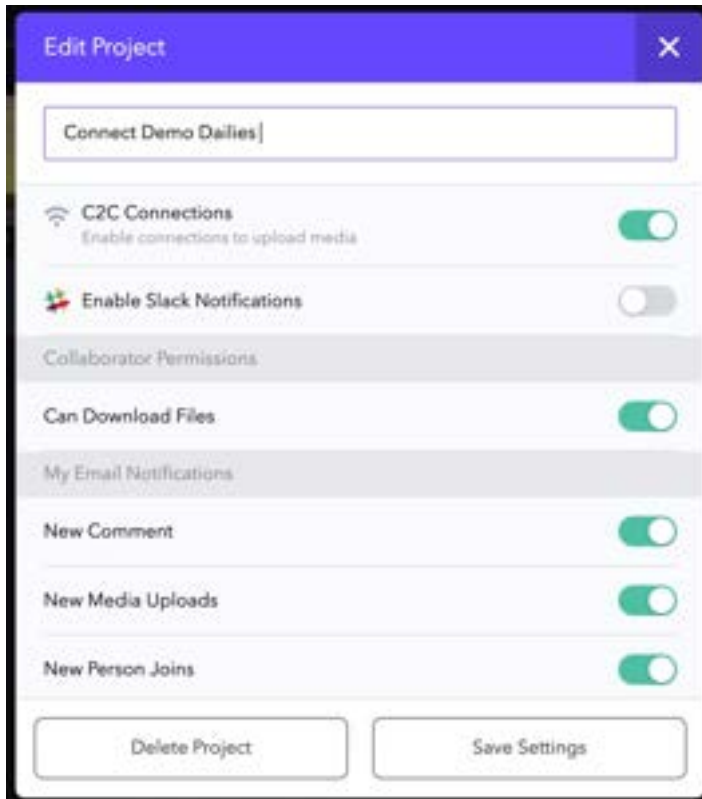 Edit Project
Connect Demo Dailies
C2C Connections
Enable connections to upload media
Enable Slack Notifications
Collaborator Permissions
Can Download Files
My Email Notifications
New Comment
New Media Uploads
New Person Joins
Delete Project
Save Settings